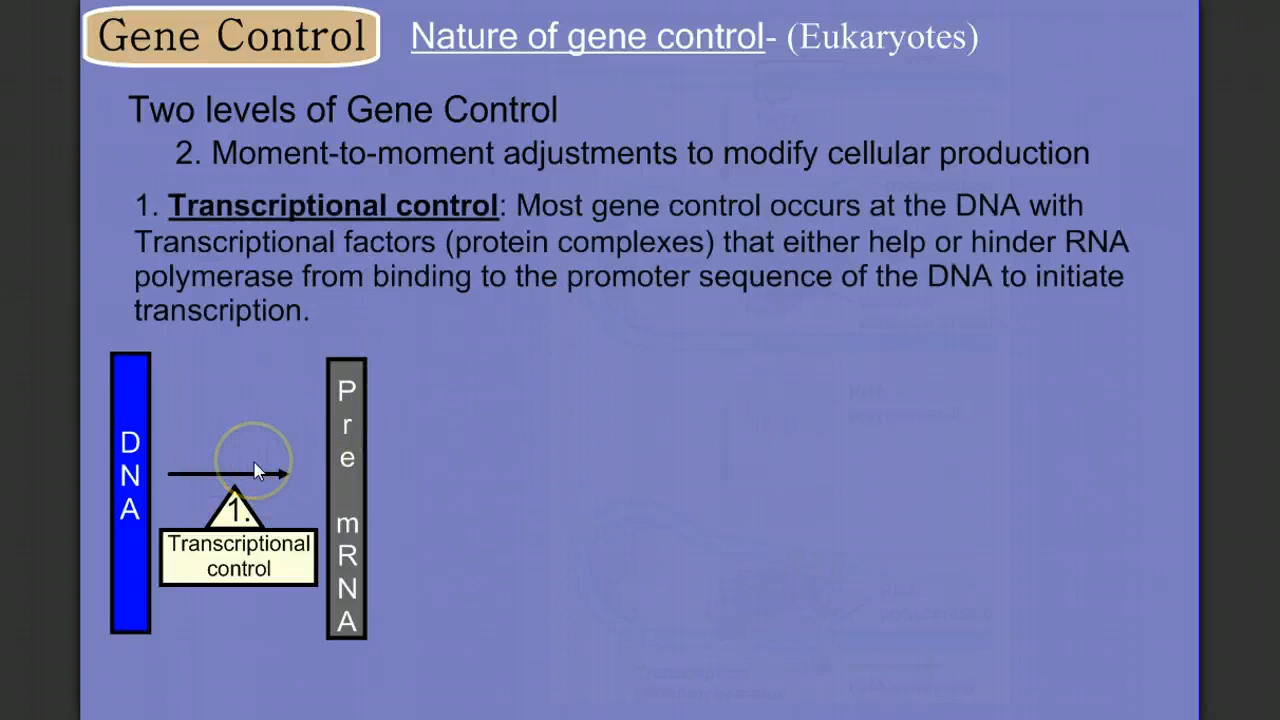 Gene Control
Nature of gene control- (Eukaryotes)
Two levels of Gene Control
2. Moment-to-moment adjustments to modify cellular production
1. Transcriptional control: Most gene control occurs at the DNA with
Transcriptional factors (protein complexes) that either help or hinder RNA
polymerase from binding to the promoter sequence of the DNA to initiate
transcription.
DNA
1.
Transcriptional
control
Pre mRNA